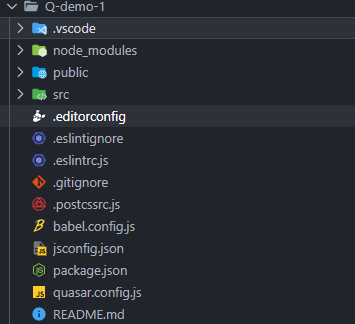 Q-demo-1
.vscode
node_modules
public
src
.editorconfig
.eslintignore
.eslintrc.js
.gitignore
.postcssrc.js
babel.config.js
jsconfig.json
package.json
quasar.config.js
README.md